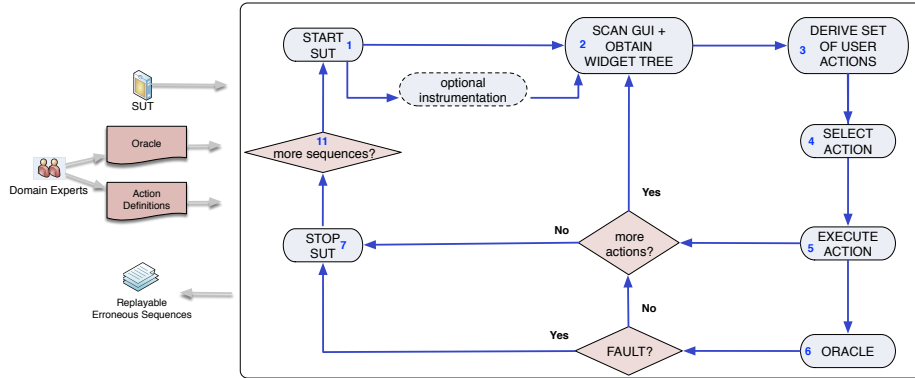 START
SUT
1
2
SCAN GUI +
OBTAIN
WIDGET TREE
3
DERIVE SET
OF USER
ACTIONS
optional
instrumentation
SUT
Oracle
11
more sequences?
4
SELECT
ACTION
Domain Experts
Action
Definitions
Yes
STOP
SUT
7
No
more
actions?
5
EXECUTE
ACTION
Replayable
Erroneous Sequences
No
Yes
FAULT?
6
ORACLE